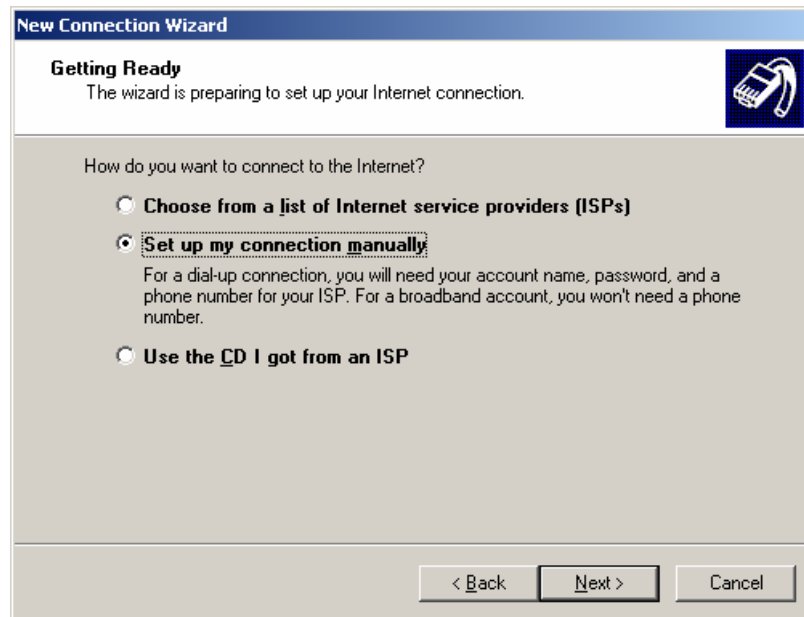 New Connection Wizard
Getting Ready
The wizard is preparing to set up your Internet connection.
How do you want to connect to the Internet?
Choose from a list of Internet service providers (ISPs)
Set up my connection manually
For a dial-up connection, you will need your account name, password, and a
phone number for your ISP. For a broadband account, you won't need a phone
number.
Use the CD I got from an ISP
< Back Next > Cancel